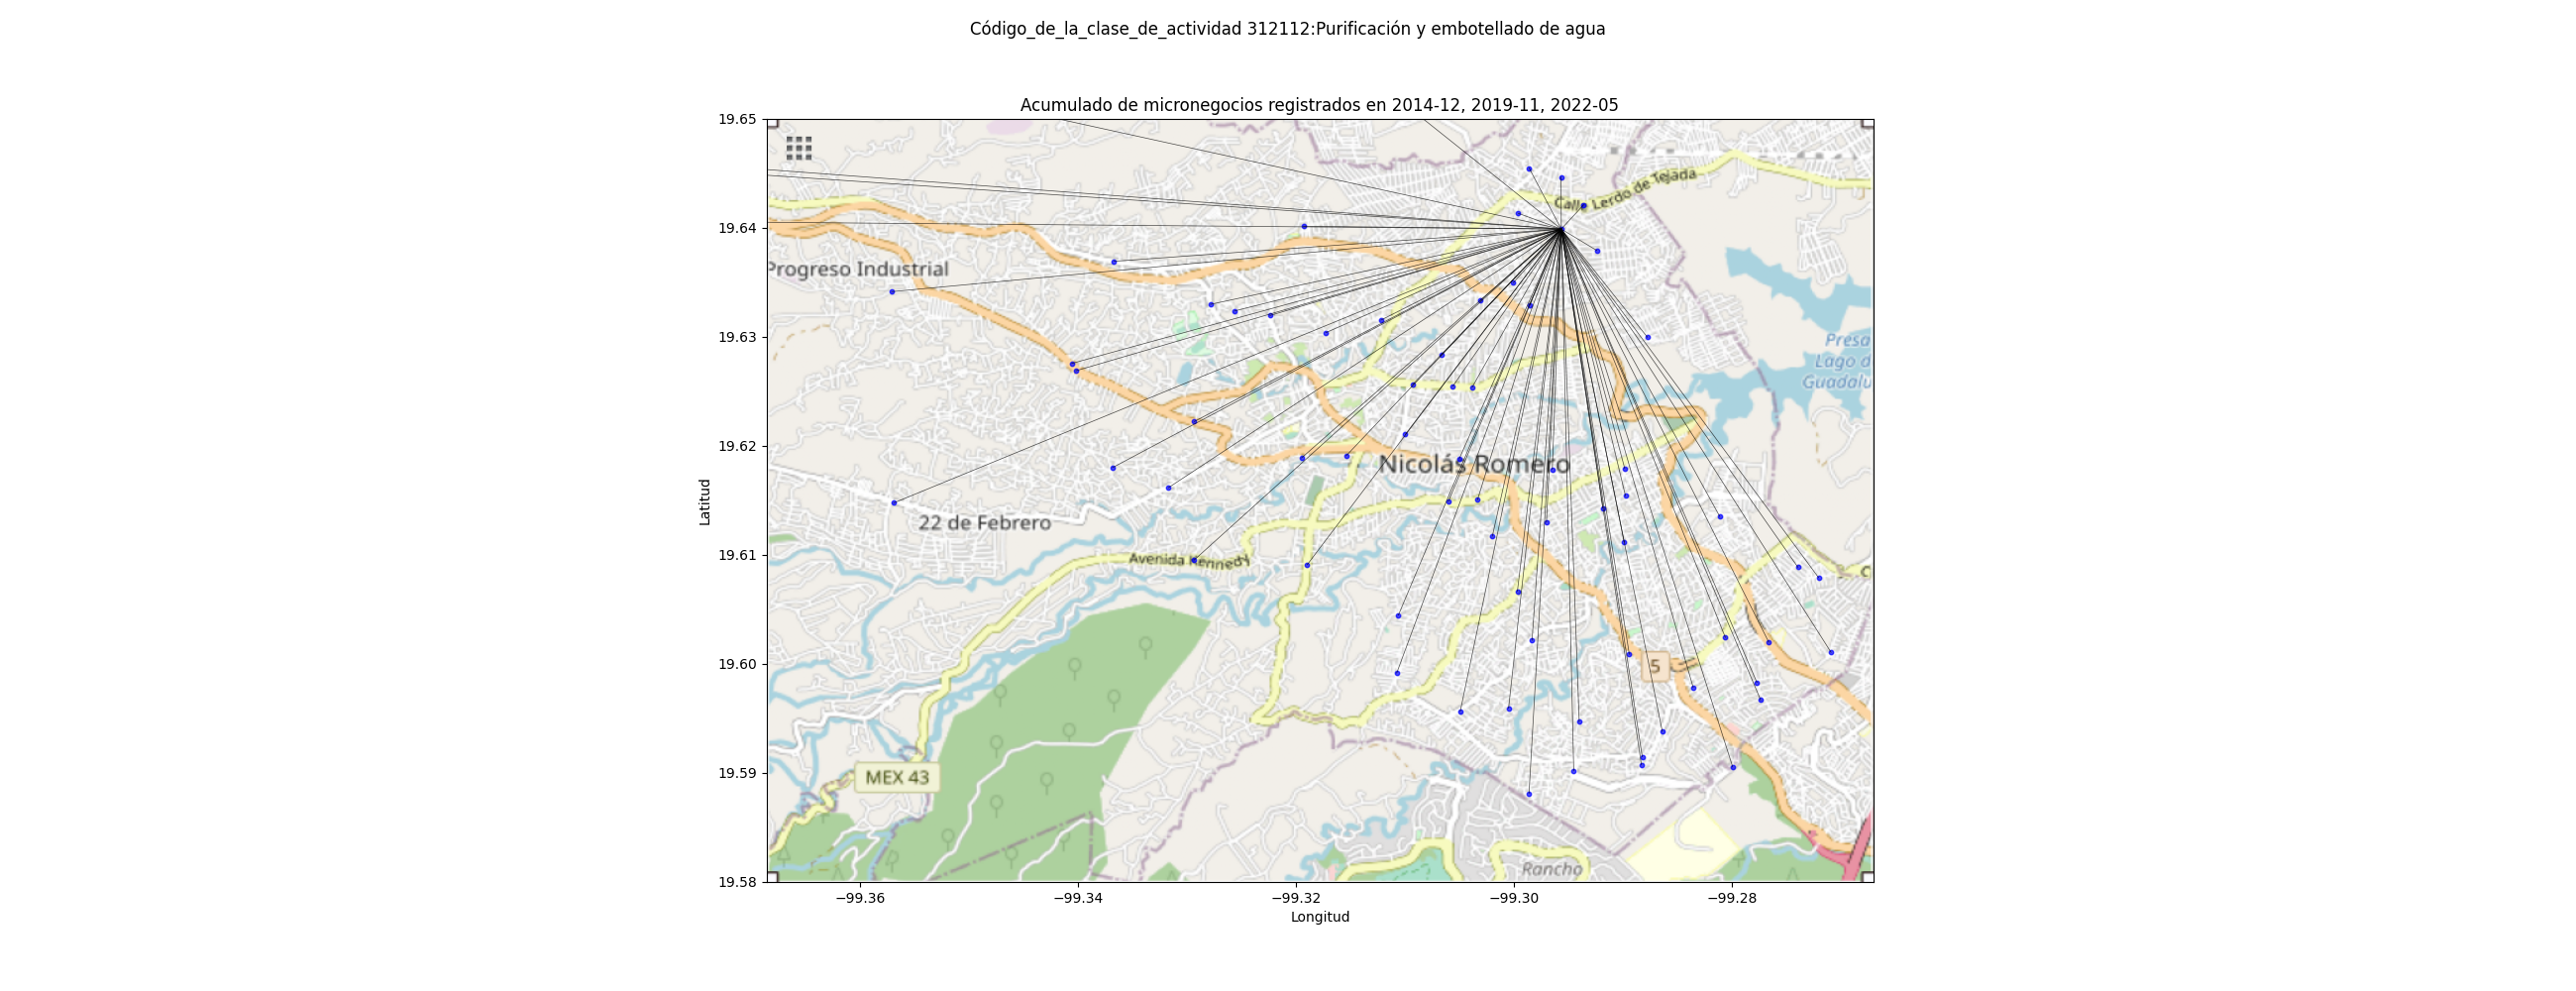 Código_de_la_clase_de_actividad 312112:Purificación y embotellado de agua
Acumulado de micronegocios registrados en 2014-12, 2019-11, 2022-05
19.65
19.64
19.63
19.62
19.61
19.60
19.59
19.58
Latitud
Calle Lerdo de Tejada
Progreso Industrial
Presa
Lago d
Guadalu
Nicolás Romero
22 de Febrero
Avenida Kennedy
C
5
MEX 43
Rancho
−99.36
−99.34
−99.32
−99.30
−99.28
Longitud